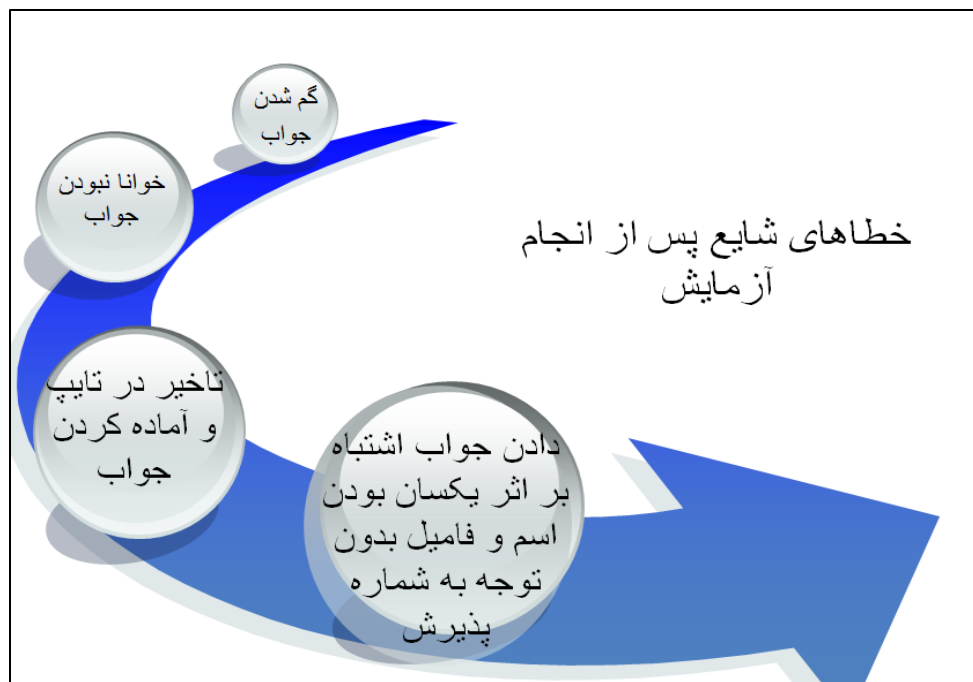 خطاهای شایع پس از انجام
آزمایش
گم شدن
جواب
خوانا نبودن
جواب
تاخیر در تایپ
و آماده کردن
جواب
دادن جواب اشتباه
بر اثر یکسان بودن
اسم و فامیل بدون
توجه به شماره
پذیرش